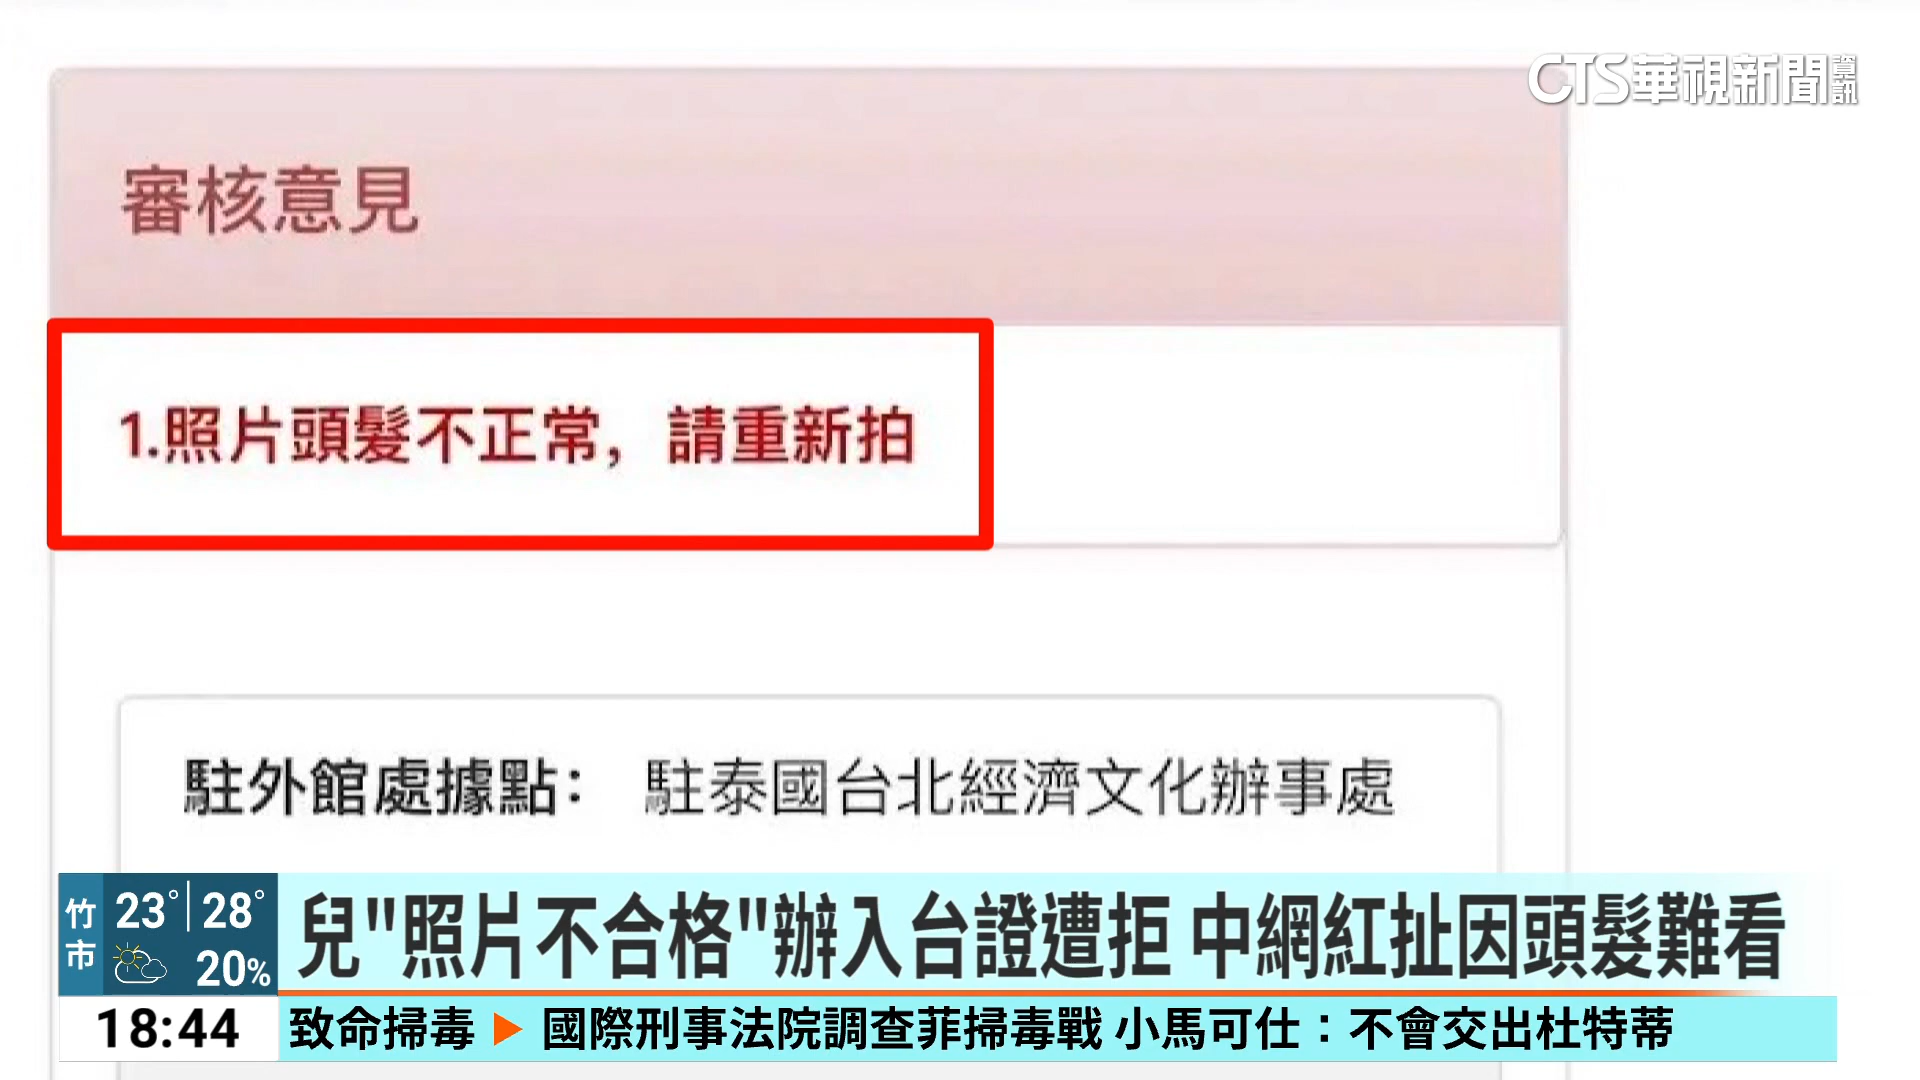 CTS華視新聞資訊
審核意見
1.照片頭髮不正常，請重新拍
駐外館處據點： 駐泰國台北經濟文化辦事處
竹市
23°|28°
20%
兒"照片不合格"辦入台證遭拒 中網紅扯因頭髮難看
18:44
致命掃毒▶國際刑事法院調查菲掃毒戰 小馬可仕：不會交出杜特蒂